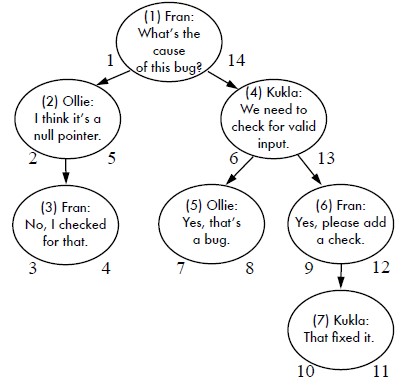 (1) Fran:
What's the
cause
of this bug?
1
14
(2) Ollie:
I think it's a
null pointer.
2
5
(4) Kukla:
We need to
check for valid
input.
6
13
(3) Fran:
No, I checked
for that.
3
4
(5) Ollie:
Yes, that's
a bug.
7
8
(6) Fran:
Yes, please add
a check.
9
12
(7) Kukla:
That fixed it.
10
11